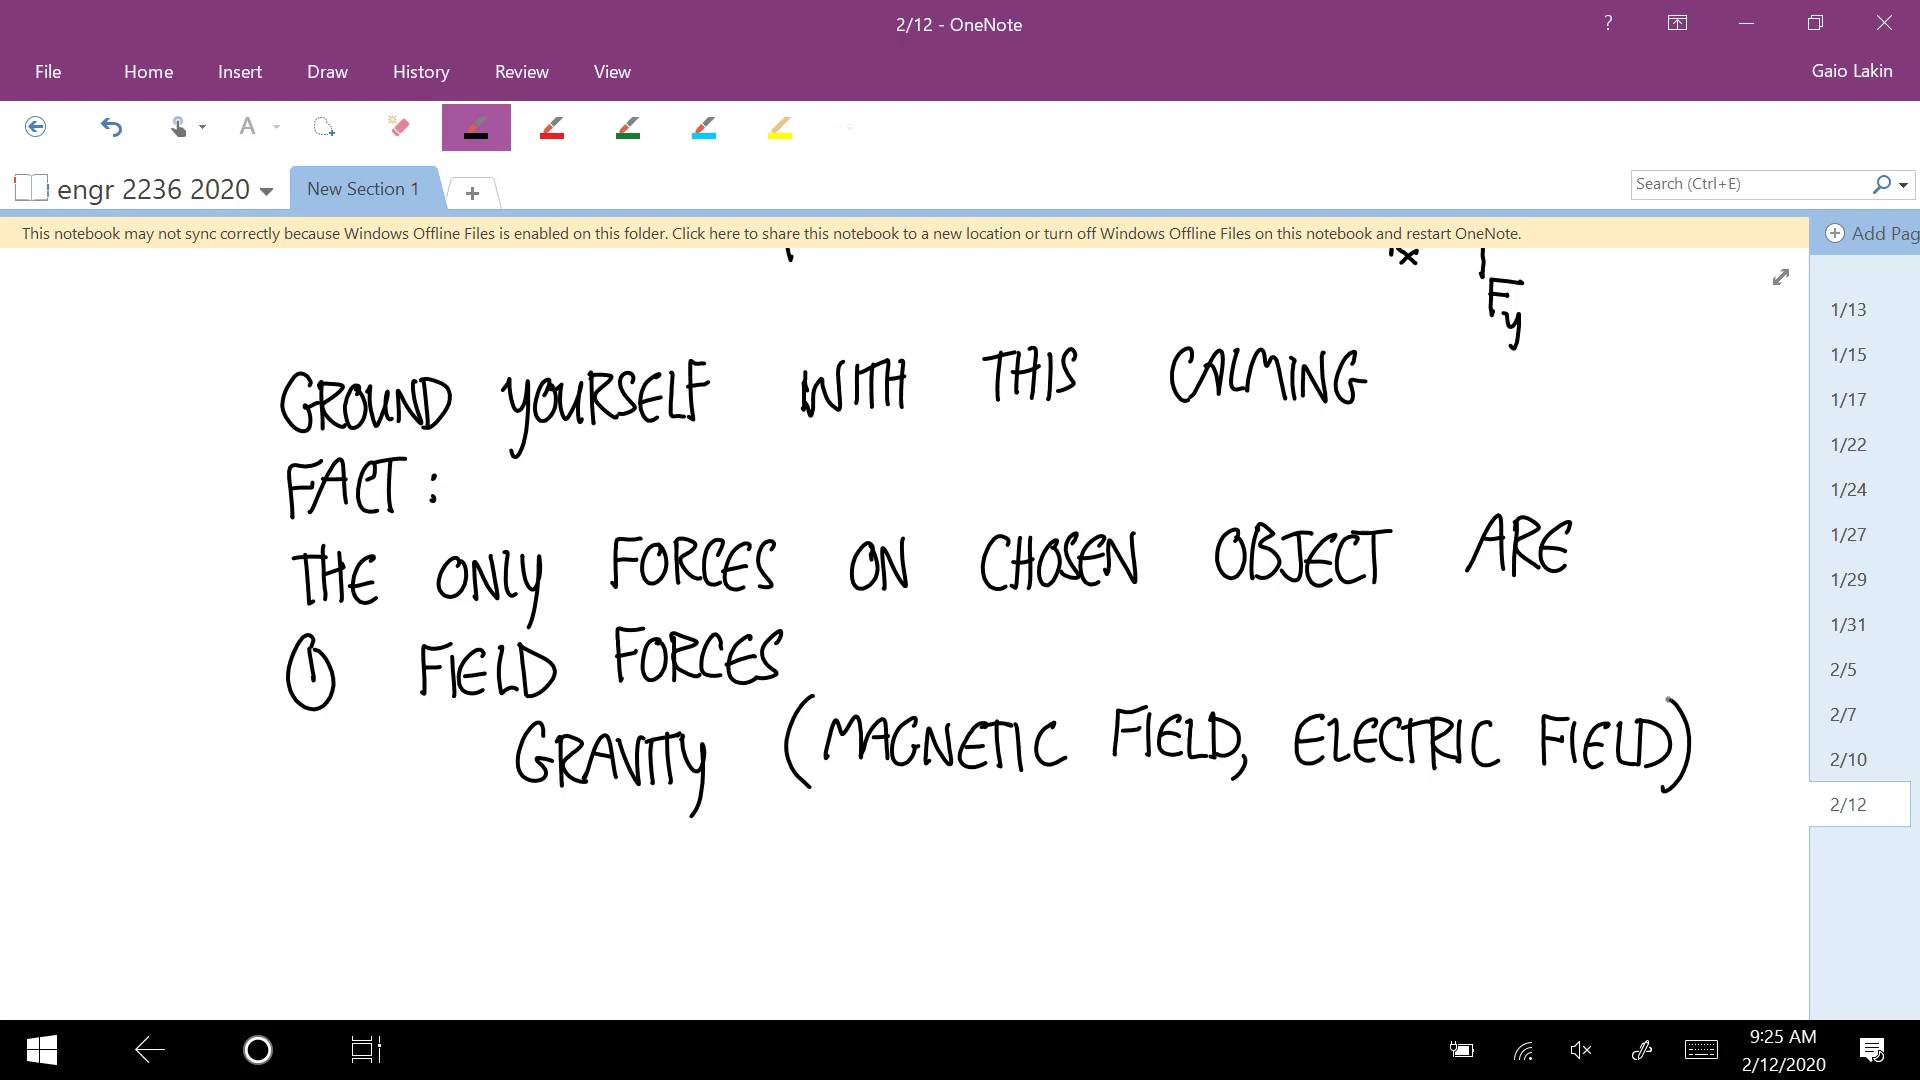 2/12 - OneNote
File Home Insert Draw History Review View Gaio Lakin
engr 2236 2020 New Section 1 + Search (Ctrl+E)
This notebook may not sync correctly because Windows Offline Files is enabled on this folder. Click here to share this notebook to a new location or turn off Windows Offline Files on this notebook and restart OneNote.
Add Pag
x
Fy
GROUND YOURSELF WITH THIS CALMING
FACT:
THE ONLY FORCES ON CHOSEN OBJECT ARE
① FIELD FORCES
GRAVITY (MAGNETIC FIELD, ELECTRIC FIELD)
1/13
1/15
1/17
1/22
1/24
1/27
1/29
1/31
2/5
2/7
2/10
2/12
9:25 AM
2/12/2020